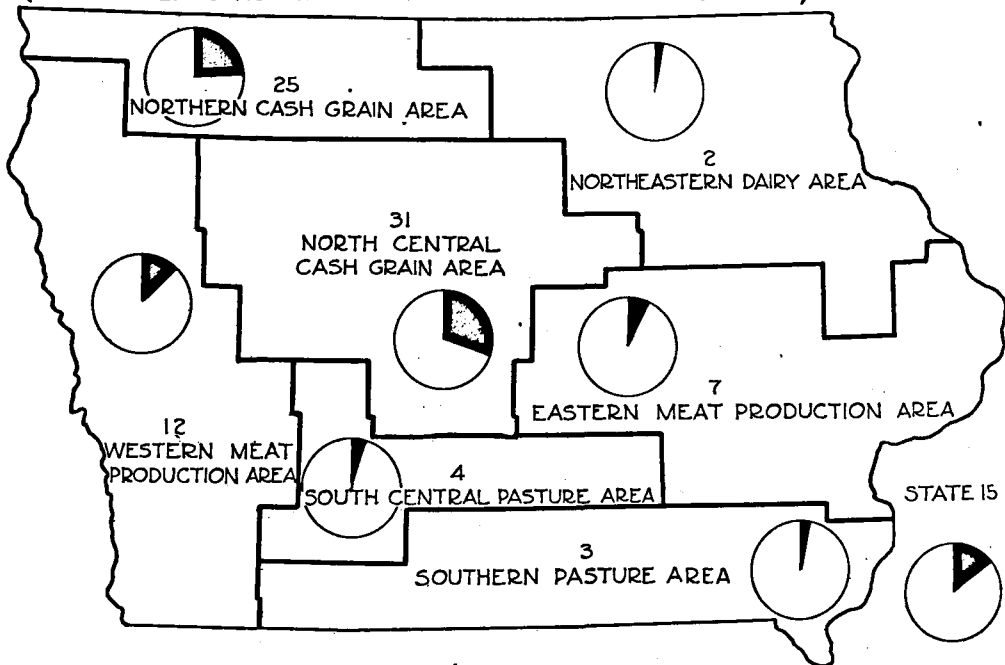 25
NORTHERN CASH GRAIN AREA
2
NORTHEASTERN DAIRY AREA
31
NORTH CENTRAL
CASH GRAIN AREA
7
EASTERN MEAT PRODUCTION AREA
12
WESTERN MEAT
PRODUCTION AREA
4
SOUTH CENTRAL PASTURE AREA
STATE 15
3
SOUTHERN PASTURE AREA